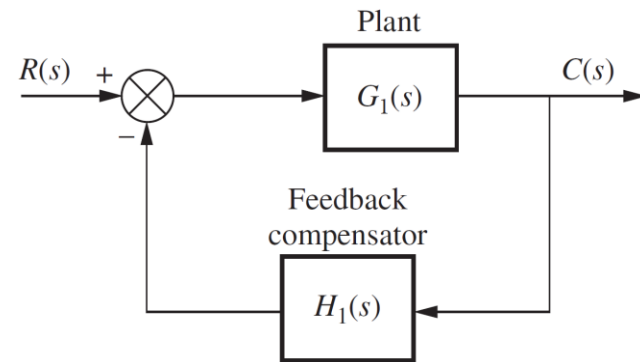 Plant
R(s)
+
G₁(s)
C(s)
−
Feedback
compensator
H₁(s)